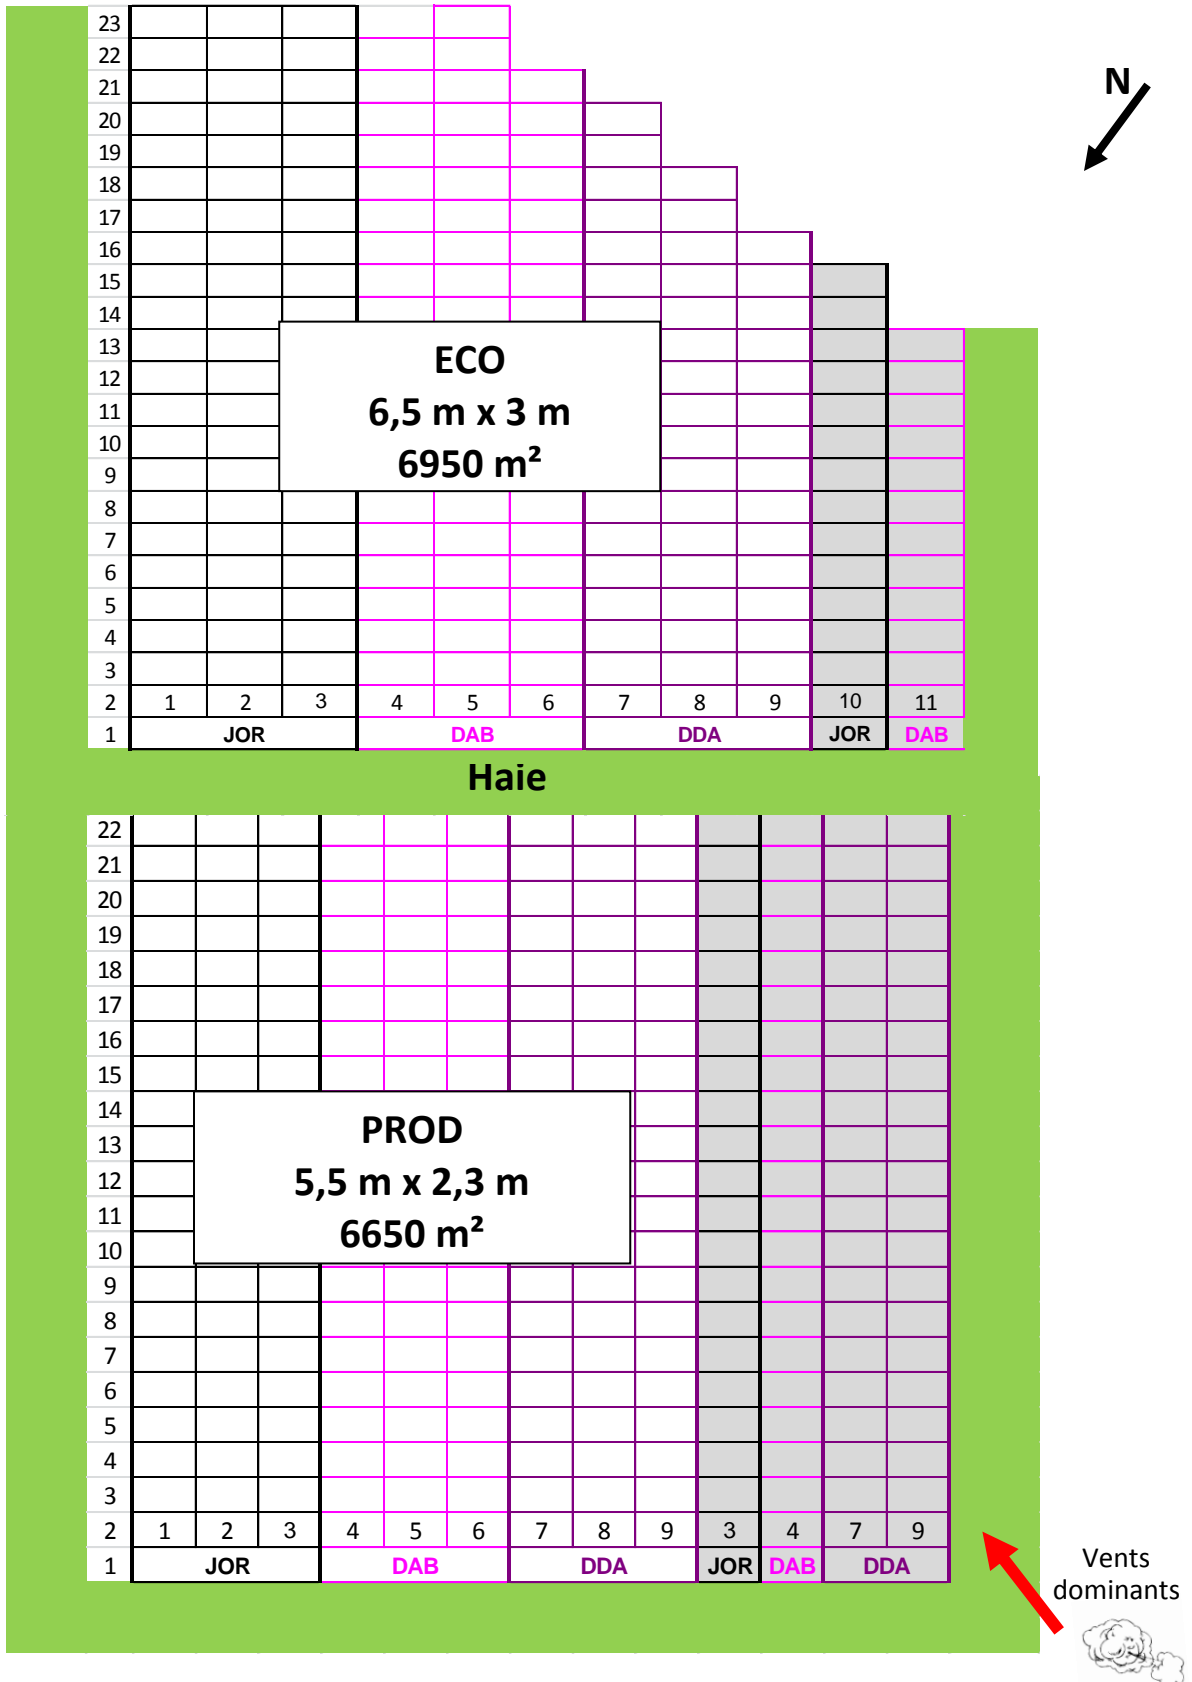 23
22
N
21
20
19
18
17
16
15
14
13
12
11
10
9
8
7
6
5
4
3
ECO
6,5 m x 3 m
6950 m²
2 1 2 3 4 5 6 7 8 9 10 11
1 JOR DAB DDA JOR DAB
Haie
22
21
20
19
18
17
16
15
14
13
12
11
10
9
8
7
6
5
4
3
PROD
5,5 m x 2,3 m
6650 m²
2 1 2 3 4 5 6 7 8 9 3 4 7 9
1 JOR DAB DDA JOR DAB DDA
Vents
dominants